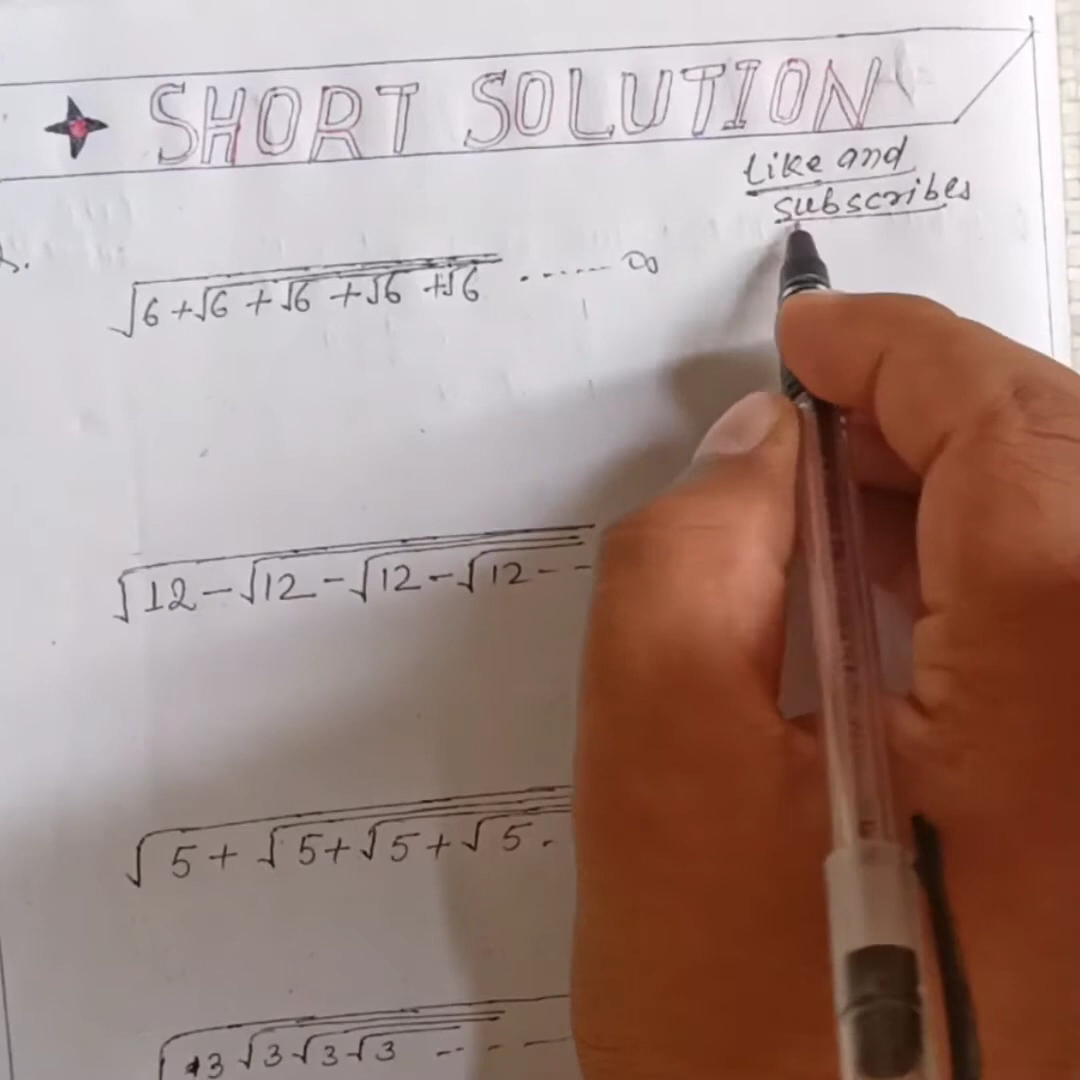 SHORT SOLUTION
Like and
subscribes
√6+√6+√6+√6+√6 ...... ∞
√12-√12-√12-√12--
√5+√5+√5+√5.
√3√3√3√3 -----